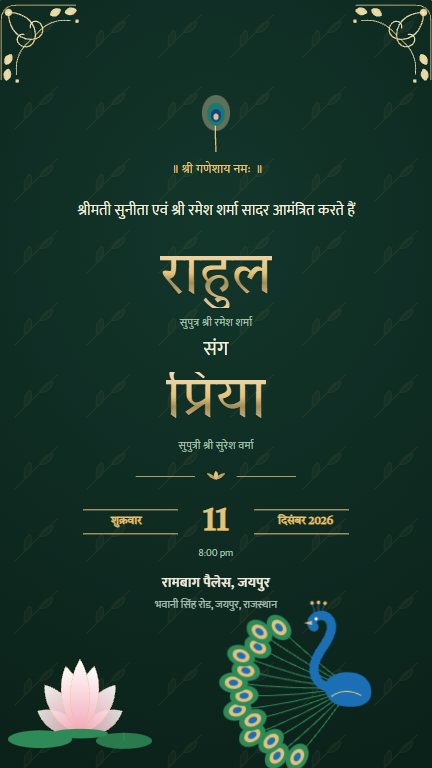 ॥ श्री गणेशाय नमः ॥
श्रीमती सुनीता एवं श्री रमेश शर्मा सादर आमंत्रित करते हैं
राहुल
सुपुत्र श्री रमेश शर्मा
संग
प्रिया
सुपुत्री श्री सुरेश वर्मा
शुक्रवार 11 दिसंबर 2026
8:00 pm
रामबाग पैलेस, जयपुर
भवानी सिंह रोड, जयपुर, राजस्थान